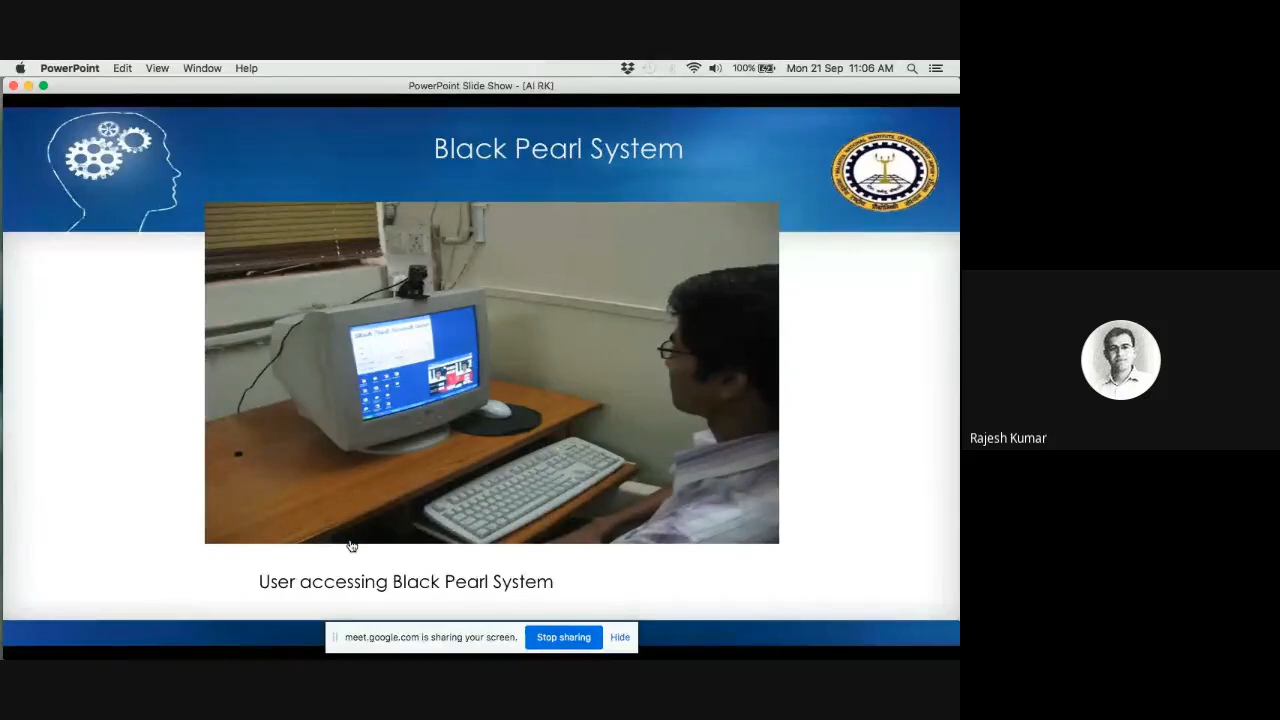 PowerPoint Edit View Window Help
100% Mon 21 Sep 11:06 AM
PowerPoint Slide Show - [AI RK]
Black Pearl System
User accessing Black Pearl System
meet.google.com is sharing your screen. Stop sharing Hide
Rajesh Kumar